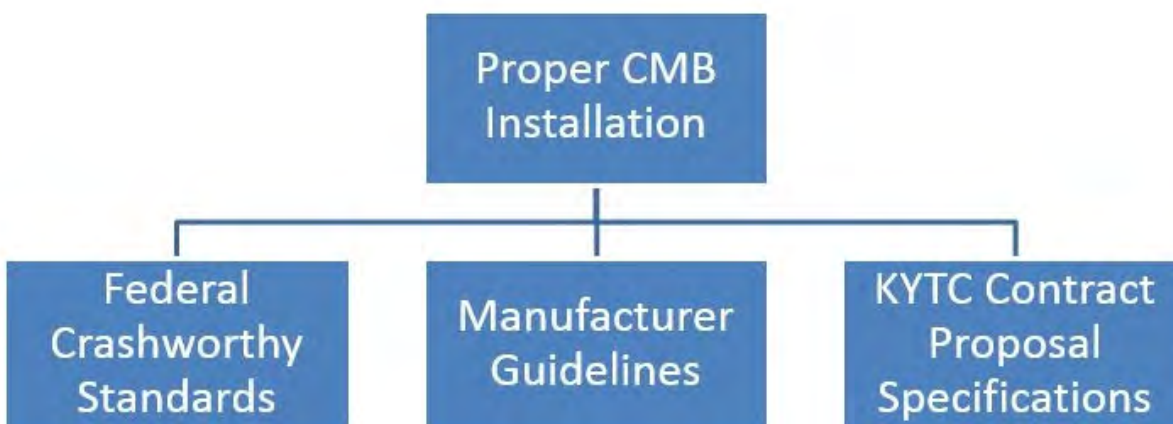 Proper CMB
Installation
Federal
Crashworthy
Standards
Manufacturer
Guidelines
KYTC Contract
Proposal
Specifications